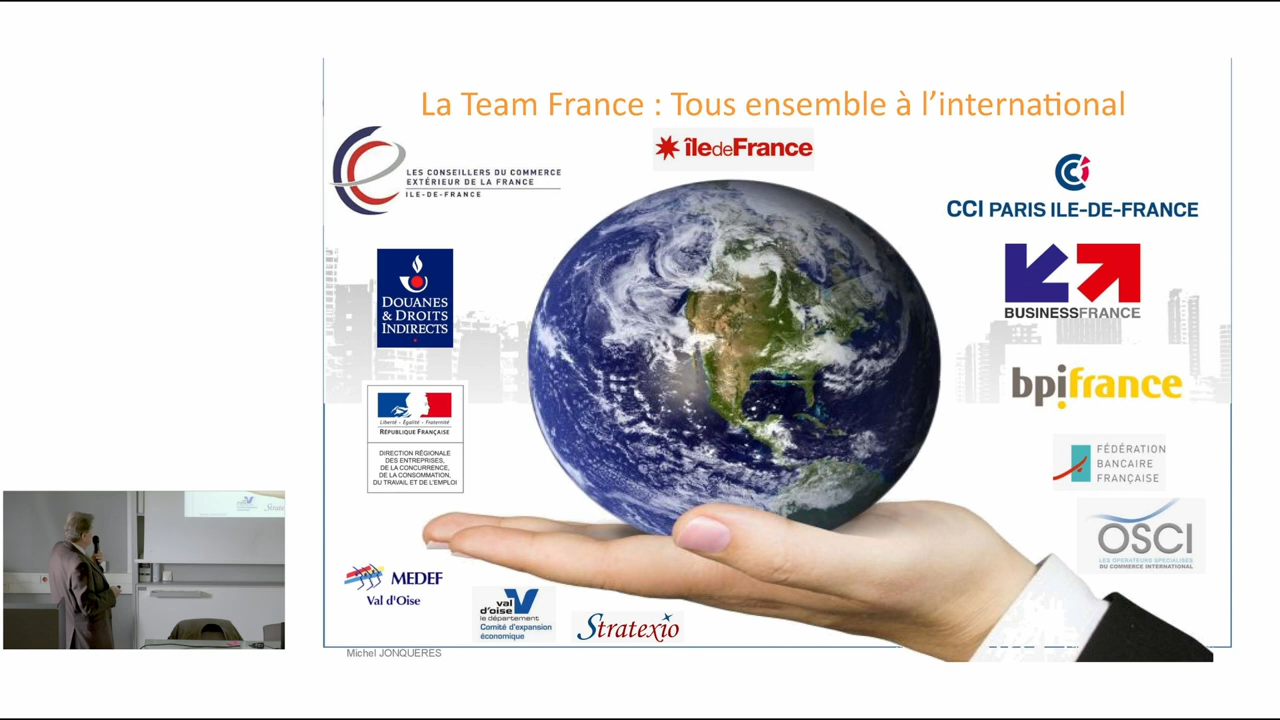 La Team France : Tous ensemble à l'international
LES CONSEILLERS DU COMMERCE
EXTÉRIEUR DE LA FRANCE
ILE-DE-FRANCE
îledeFrance
CCI PARIS ILE-DE-FRANCE
DOUANES
& DROITS
INDIRECTS
BUSINESSFRANCE
bpifrance
Liberté • Égalité • Fraternité
RÉPUBLIQUE FRANÇAISE
DIRECTION RÉGIONALE
DES ENTREPRISES,
DE LA CONCURRENCE,
DE LA CONSOMMATION,
DU TRAVAIL ET DE L'EMPLOI
FÉDÉRATION
BANCAIRE
FRANÇAISE
OSCI
LES OPÉRATEURS SPÉCIALISÉS
DU COMMERCE INTERNATIONAL
MEDEF
Val d'Oise
val
d'oise
le département
Comité d'expansion
économique
Stratexio
Michel JONQUERES